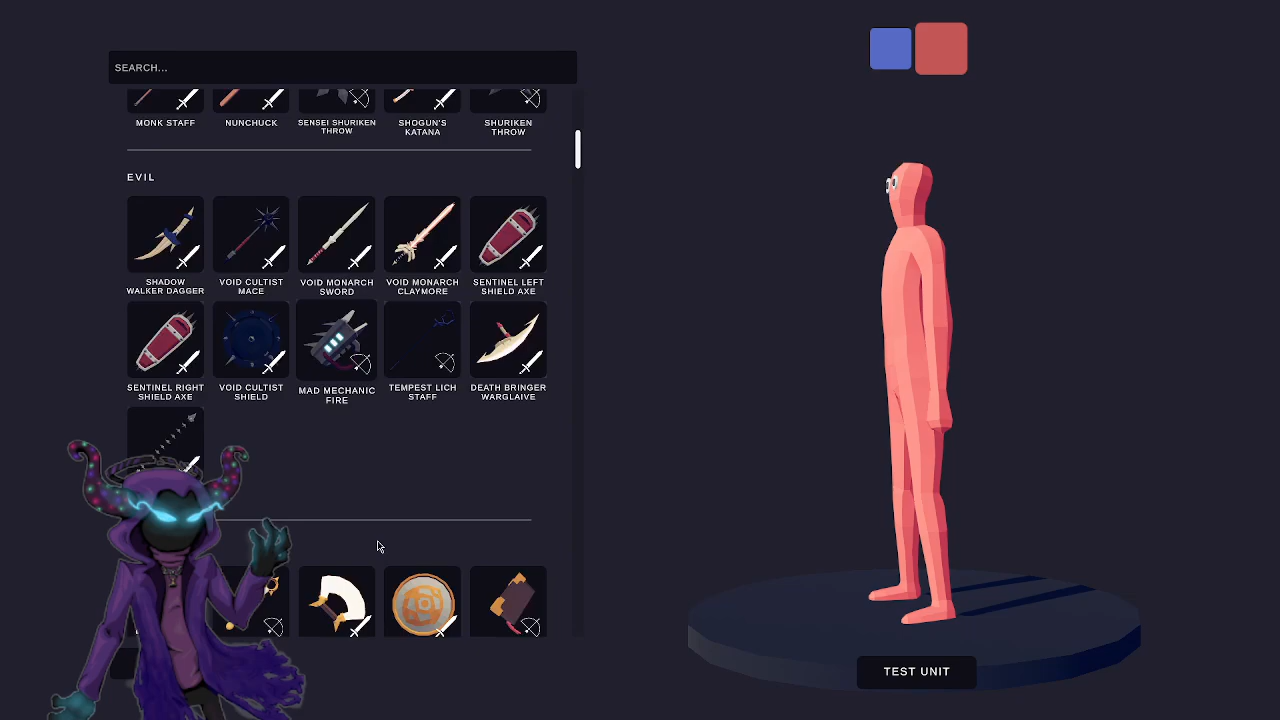 SEARCH...
MONK STAFF
NUNCHUCK
SENSEI SHURIKEN
THROW
SHOGUN'S
KATANA
SHURIKEN
THROW
EVIL
SHADOW
WALKER DAGGER
VOID CULTIST
MACE
VOID MONARCH
SWORD
VOID MONARCH
CLAYMORE
SENTINEL LEFT
SHIELD AXE
SENTINEL RIGHT
SHIELD AXE
VOID CULTIST
SHIELD
MAD MECHANIC
FIRE
TEMPEST LICH
STAFF
DEATH BRINGER
WARGLAIVE
TEST UNIT